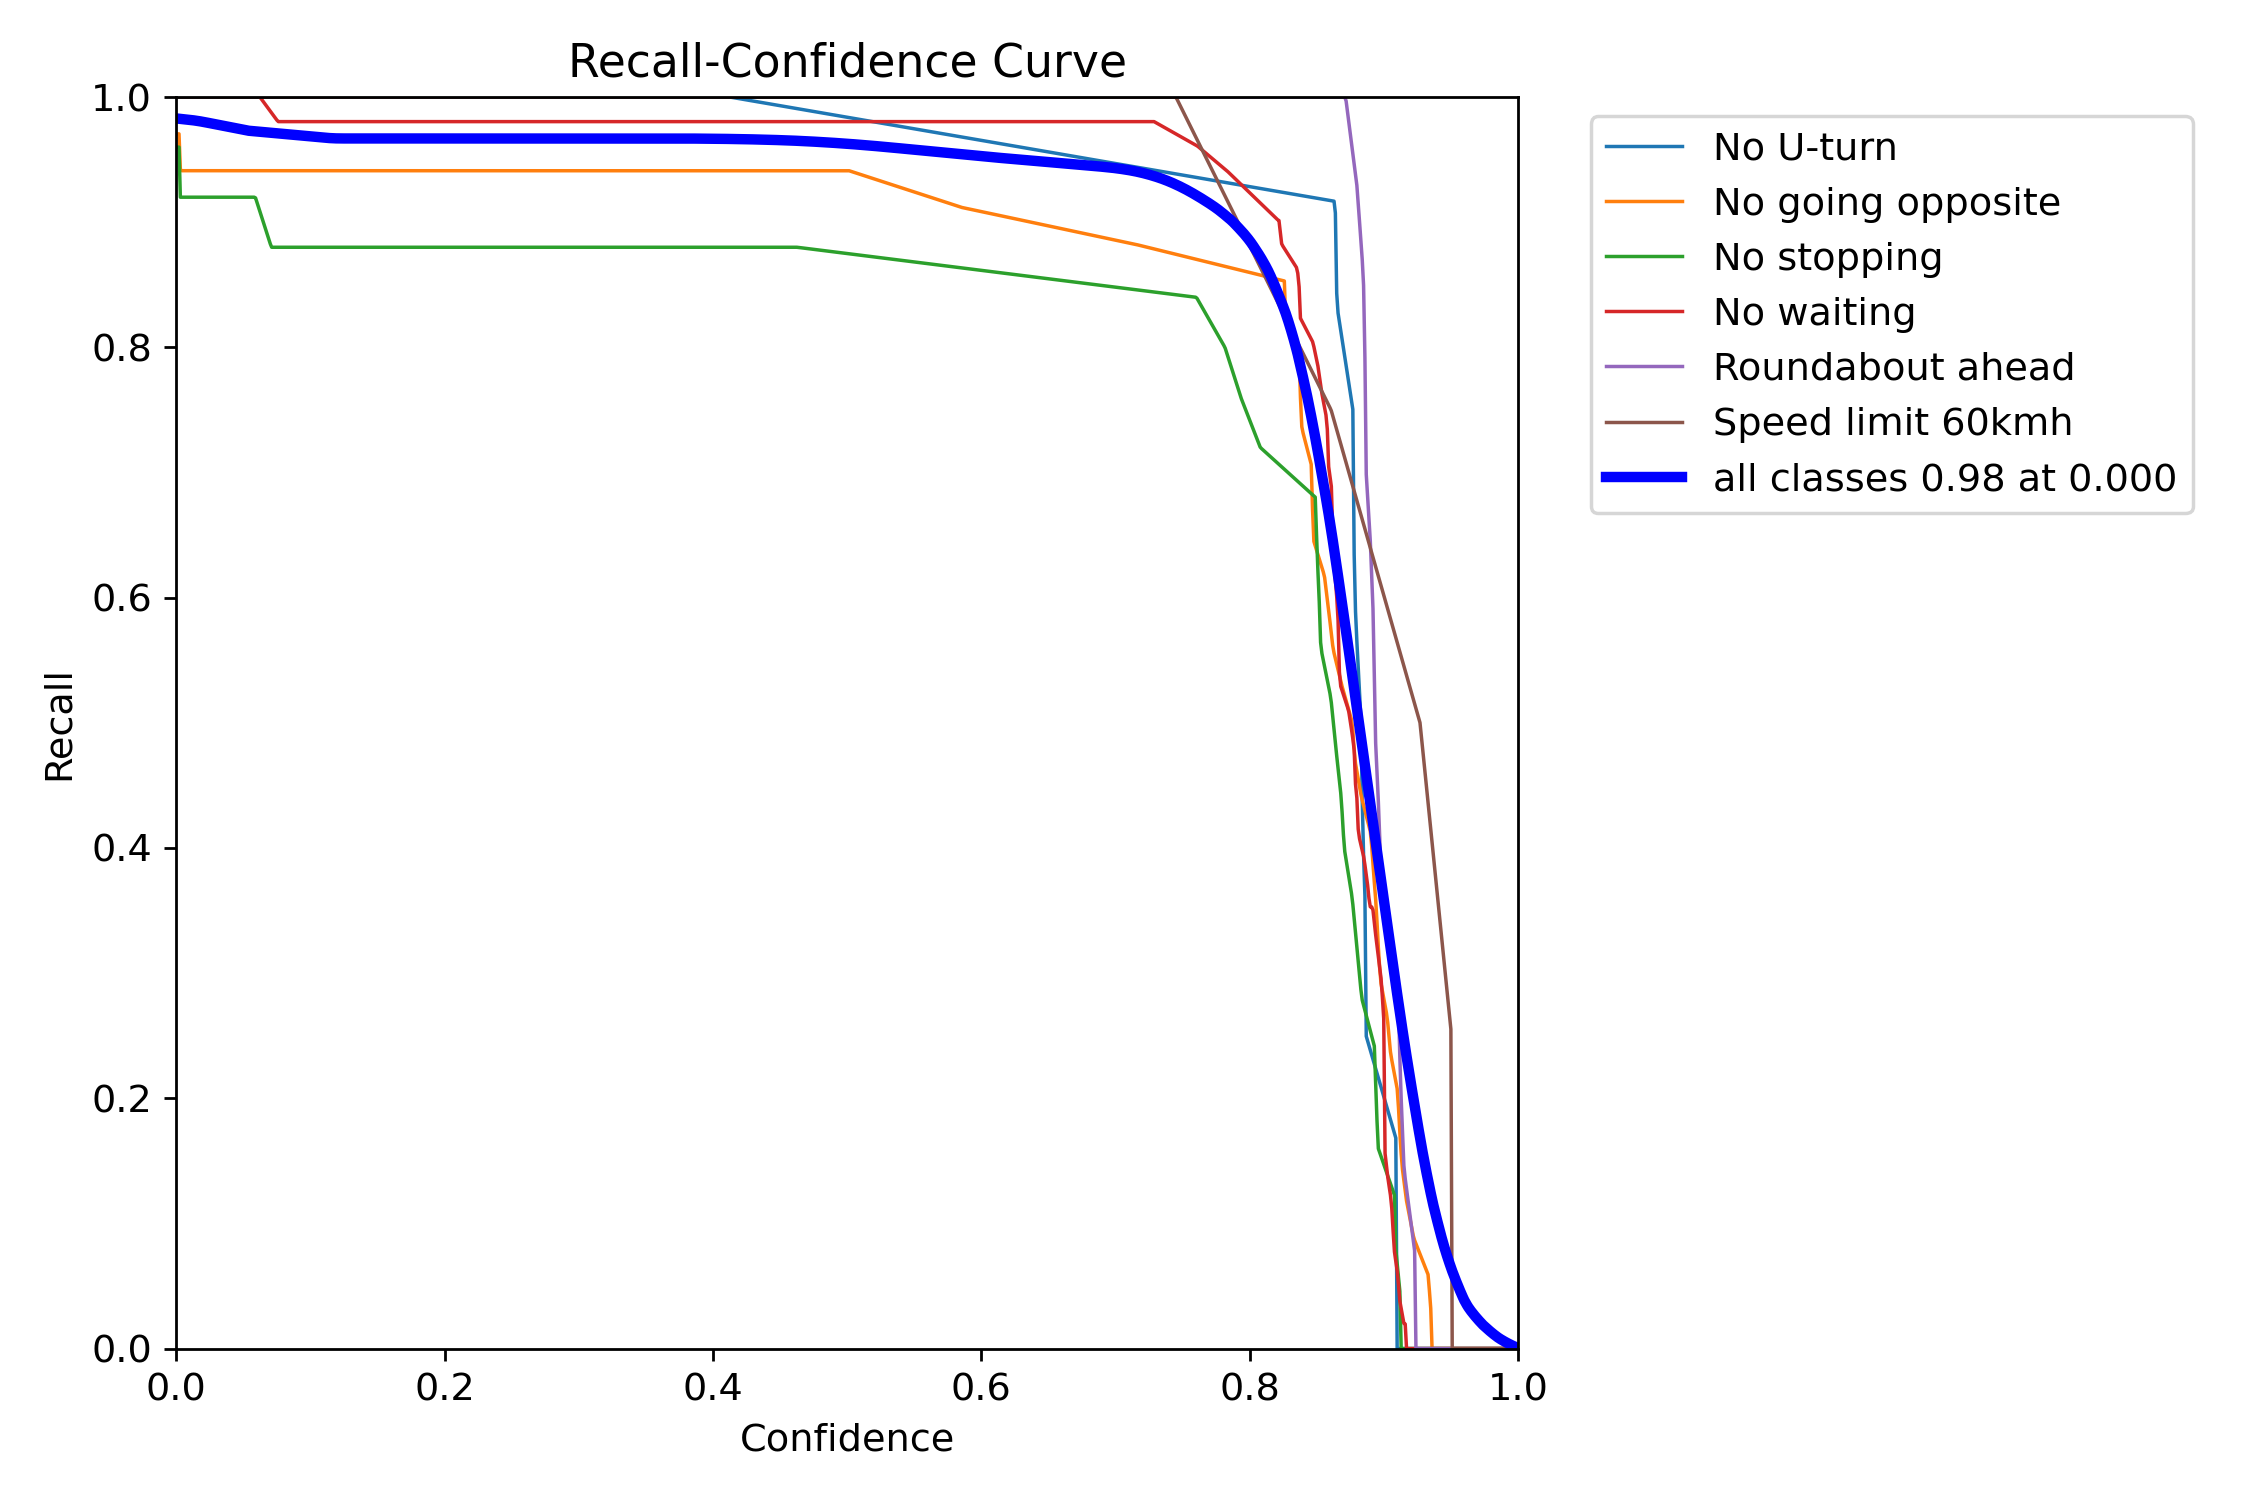 Recall-Confidence Curve
1.0
0.8
0.6
0.4
0.2
0.0
Recall
0.0 0.2 0.4 0.6 0.8 1.0
Confidence
No U-turn
No going opposite
No stopping
No waiting
Roundabout ahead
Speed limit 60kmh
all classes 0.98 at 0.000